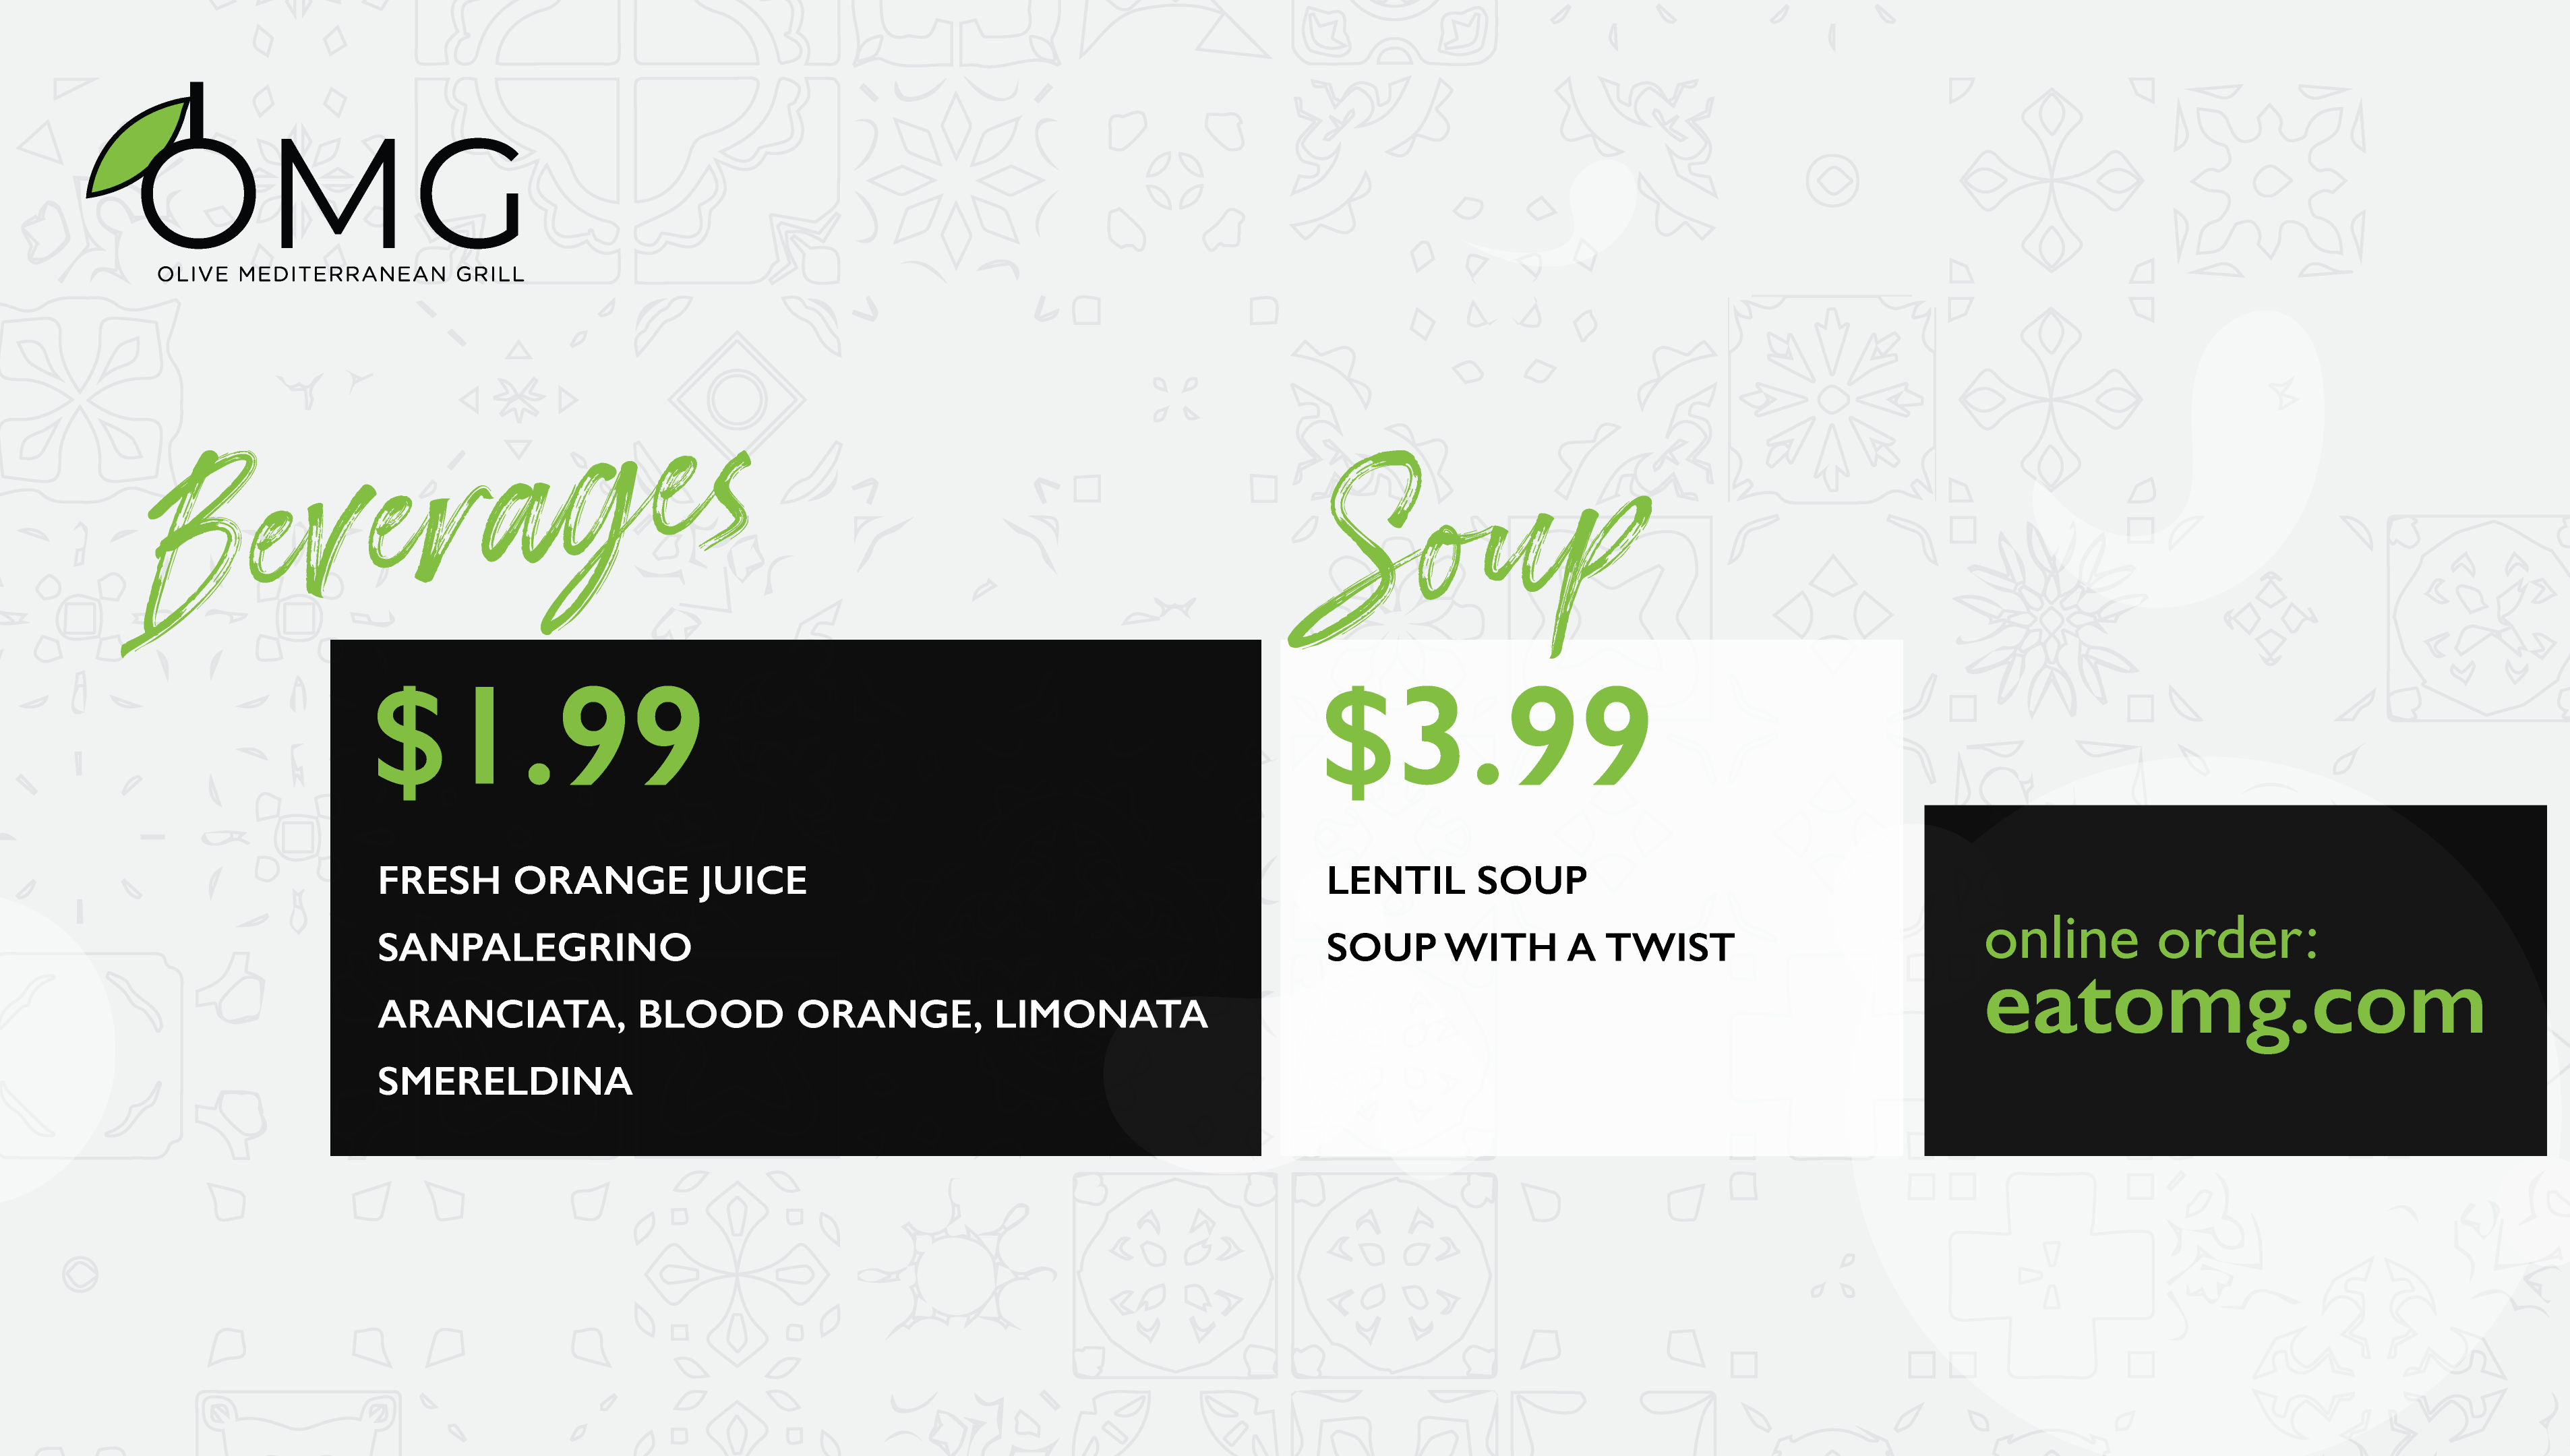 OMG
OLIVE MEDITERRANEAN GRILL
Beverages
$1.99
FRESH ORANGE JUICE
SANPALEGRINO
ARANCIATA, BLOOD ORANGE, LIMONATA
SMERELDINA
Soup
$3.99
LENTIL SOUP
SOUP WITH A TWIST
online order:
eatomg.com